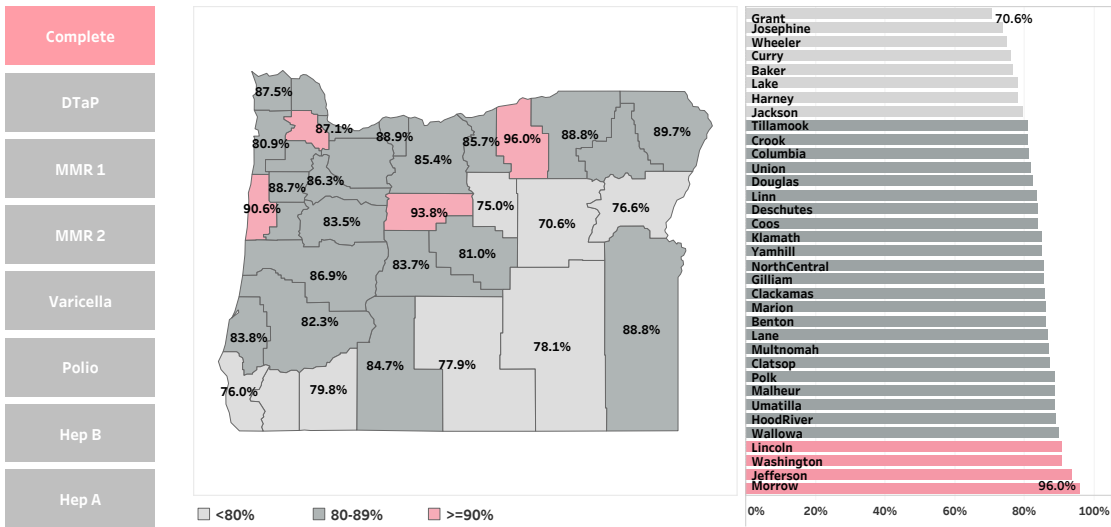 Complete
DTaP
MMR 1
MMR 2
Varicella
Polio
Hep B
Hep A
87.5%
87.1%
88.9%
85.7%
96.0%
88.8%
89.7%
80.9%
85.4%
88.7%
86.3%
90.6%
93.8%
75.0%
70.6%
76.6%
83.5%
81.0%
83.7%
86.9%
82.3%
83.8%
88.8%
78.1%
84.7%
77.9%
76.0%
79.8%
<80%
80-89%
>=90%
Grant
70.6%
Josephine
Wheeler
Curry
Baker
Lake
Harney
Jackson
Tillamook
Crook
Columbia
Union
Douglas
Linn
Deschutes
Coos
Klamath
Yamhill
NorthCentral
Gilliam
Clackamas
Marion
Benton
Lane
Multnomah
Clatsop
Polk
Malheur
Umatilla
HoodRiver
Wallowa
Lincoln
Washington
Jefferson
Morrow
96.0%
0% 20% 40% 60% 80% 100%